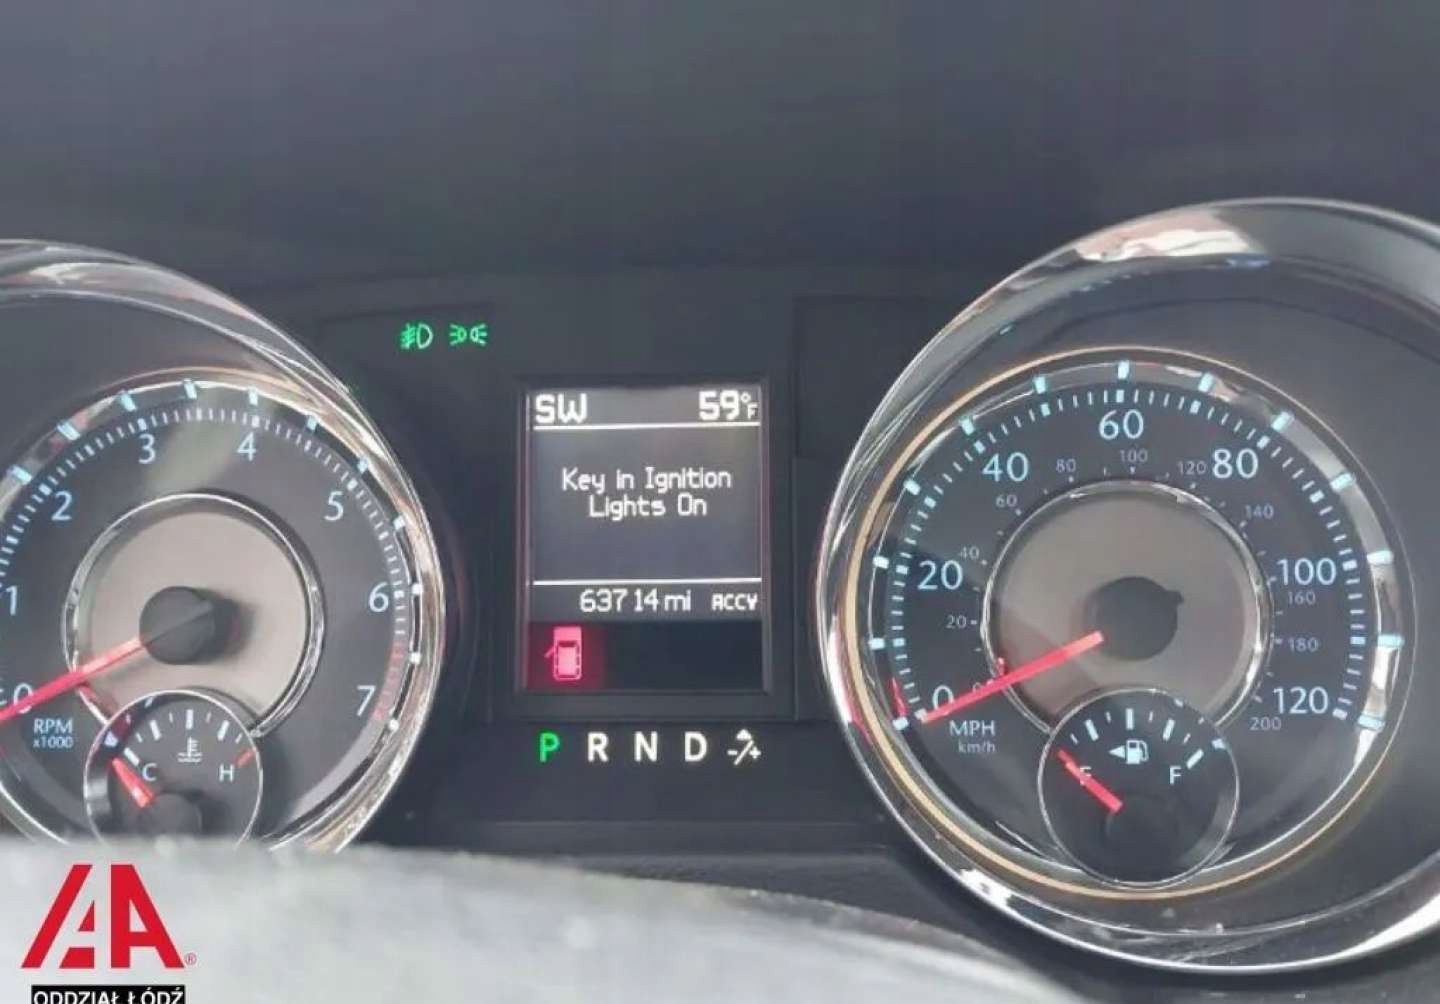 SW 59°F
Key in Ignition
Lights On
63714 mi ACCY
P R N D -/+
0 1 2 3 4 5 6 7
RPM
x1000
C H
0 20 40 60 80 100 120
20 40 60 80 100 120 140 160 180 200
MPH
km/h
E F
IAA®
ODDZIAŁ ŁÓDŹ